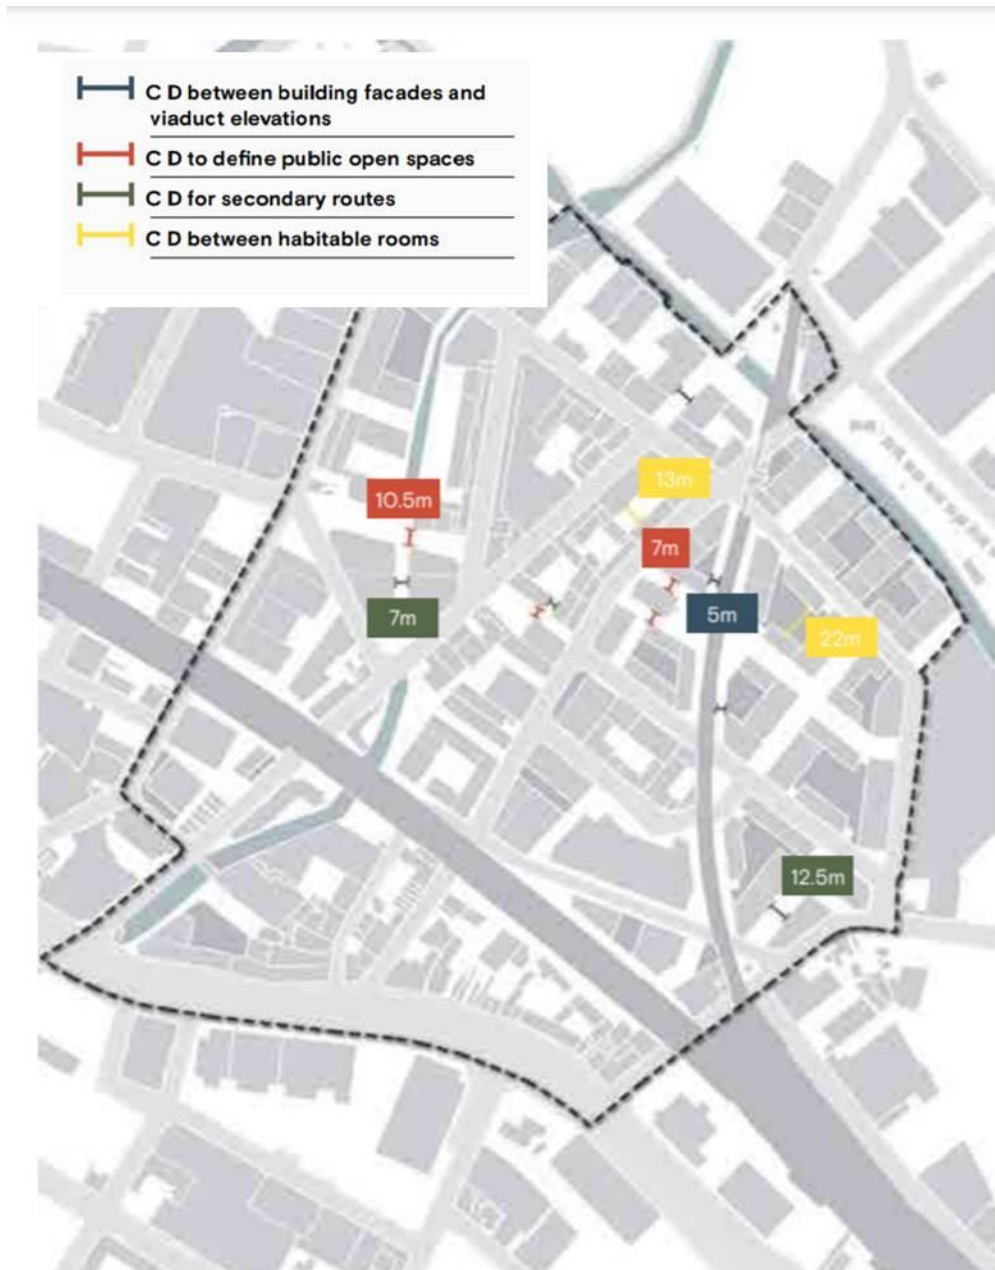 C D between building facades and
viaduct elevations
C D to define public open spaces
C D for secondary routes
C D between habitable rooms
13m
10.5m
7m
7m
5m
22m
12.5m